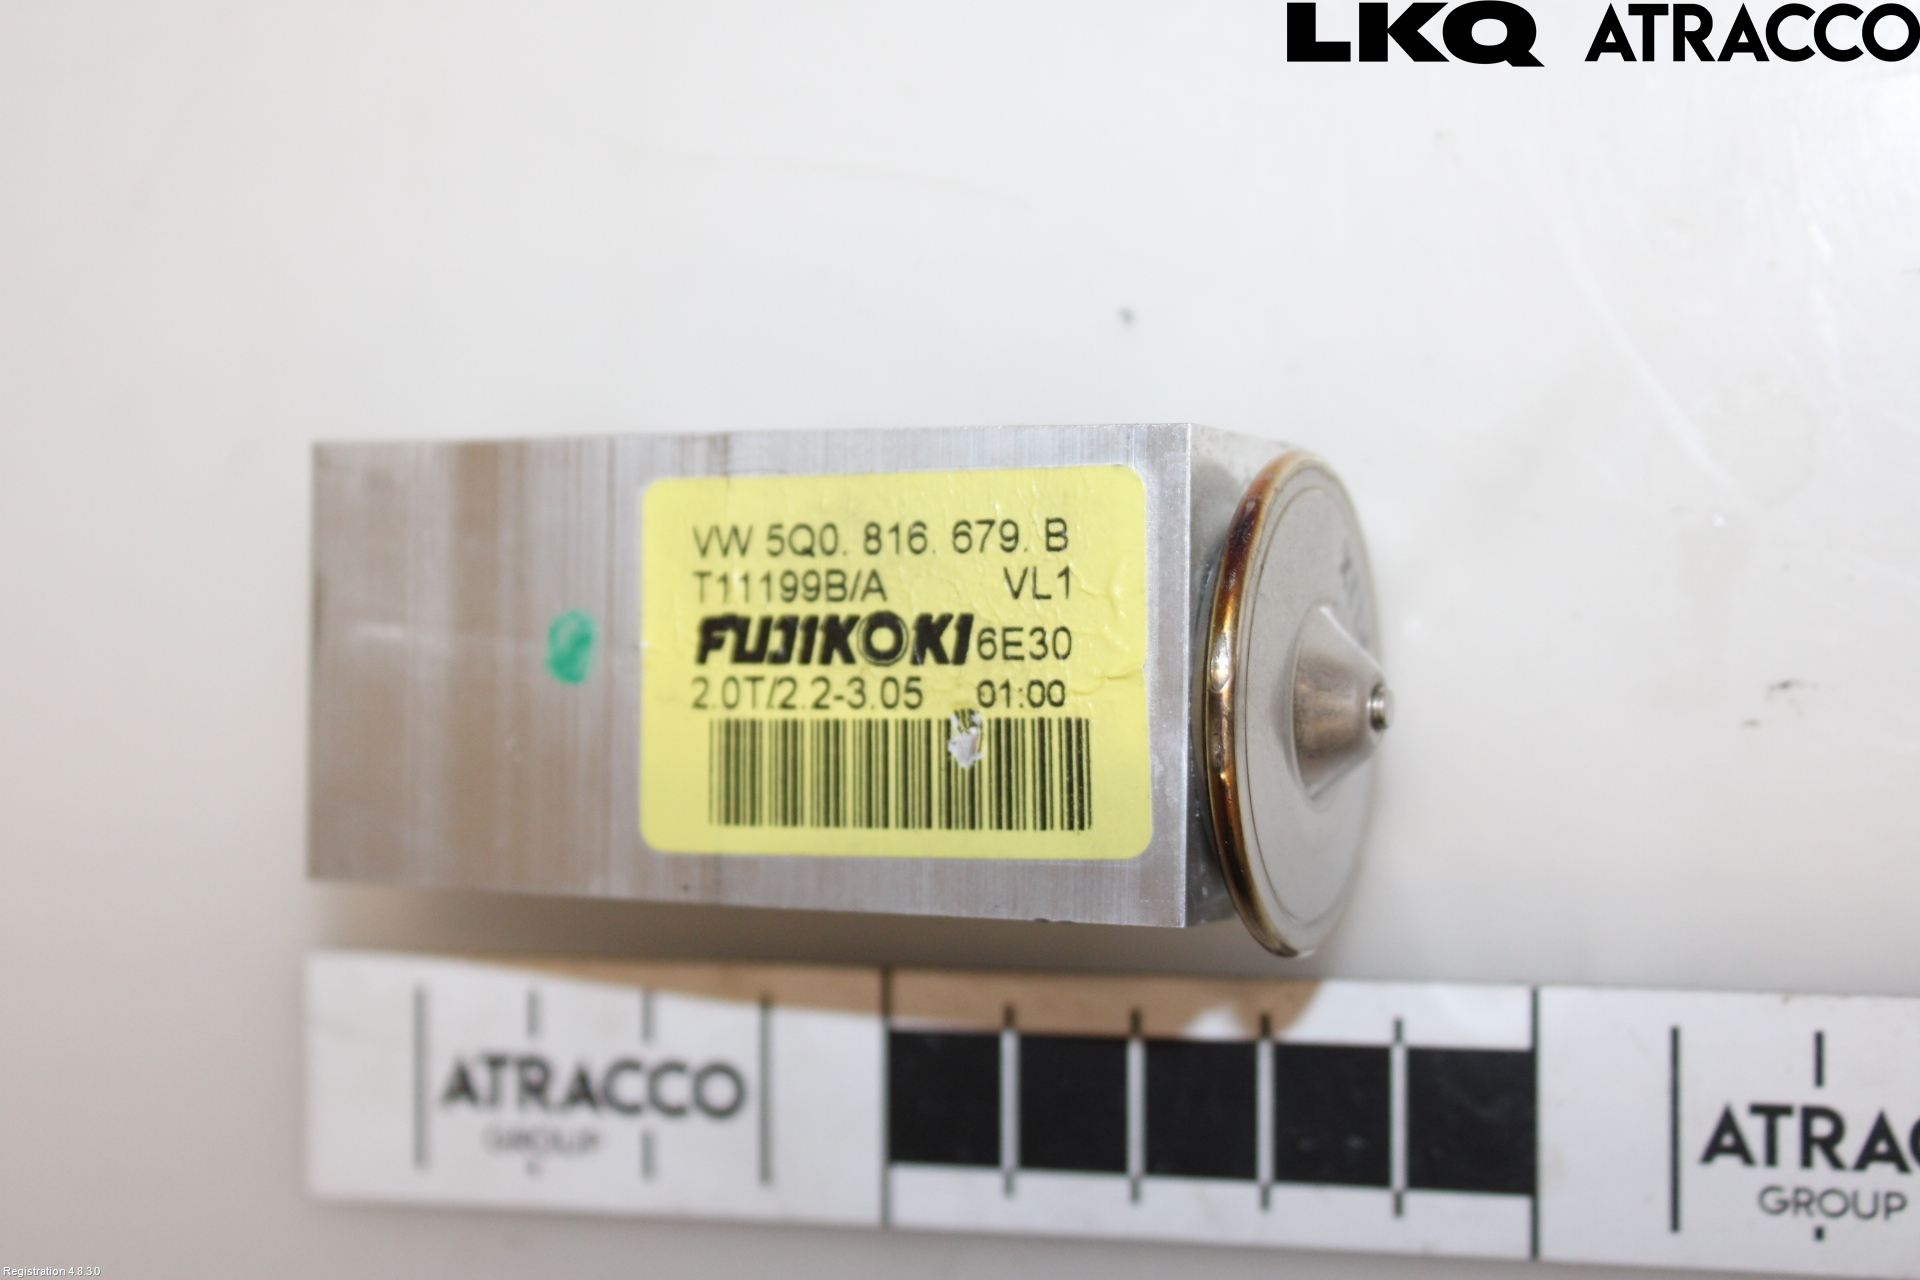 LKQ ATRACCO
VW 5Q0. 816. 679. B
T11199B/A VL1
FUJIKOKI 6E30
2.0T/2.2-3.05 01:00
ATRACCO
GROUP
ATRAC
GROUP
Registration 4.8.3.0